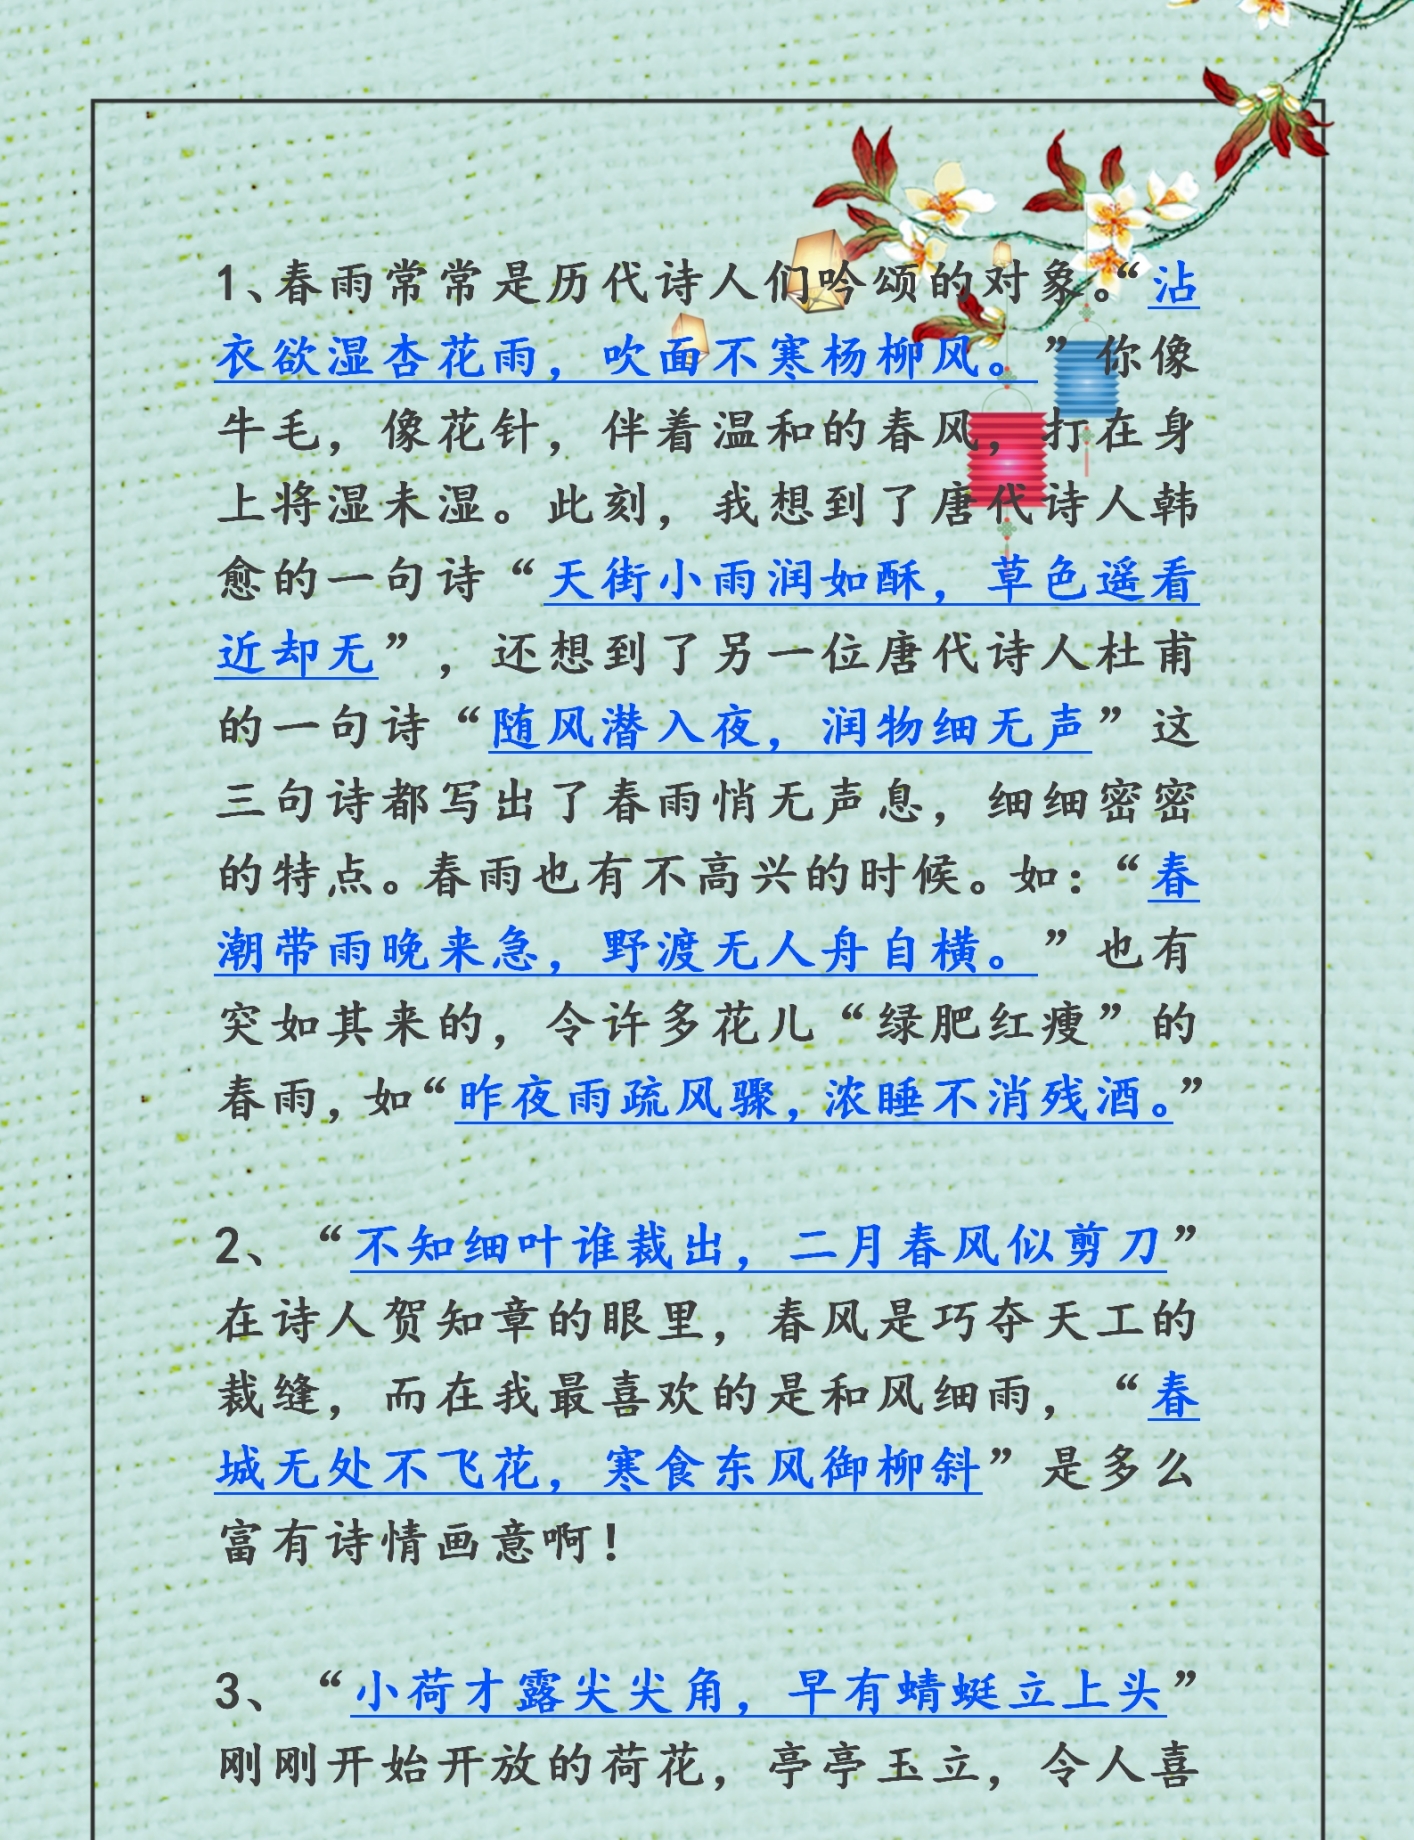 1、春雨常常是历代诗人们吟颂的对象。“沾
衣欲湿杏花雨，吹面不寒杨柳风。”你像
牛毛，像花针，伴着温和的春风，打在身
上将湿未湿。此刻，我想到了唐代诗人韩
愈的一句诗“天街小雨润如酥，草色遥看
近却无”，还想到了另一位唐代诗人杜甫
的一句诗“随风潜入夜，润物细无声”这
三句诗都写出了春雨悄无声息，细细密密
的特点。春雨也有不高兴的时候。如：“春
潮带雨晚来急，野渡无人舟自横。”也有
突如其来的，令许多花儿“绿肥红瘦”的
春雨，如“昨夜雨疏风骤，浓睡不消残酒。”
2、“不知细叶谁裁出，二月春风似剪刀”
在诗人贺知章的眼里，春风是巧夺天工的
裁缝，而在我最喜欢的是和风细雨，“春
城无处不飞花，寒食东风御柳斜”是多么
富有诗情画意啊！
3、“小荷才露尖尖角，早有蜻蜓立上头”
刚刚开始开放的荷花，亭亭玉立，令人喜